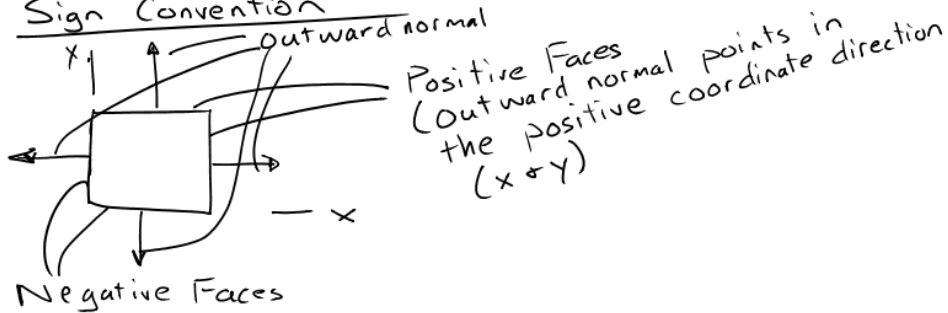 Sign Convention
outward normal
Y
Positive Faces
(outward normal points in
the positive coordinate direction
(x + y)
x
Negative Faces